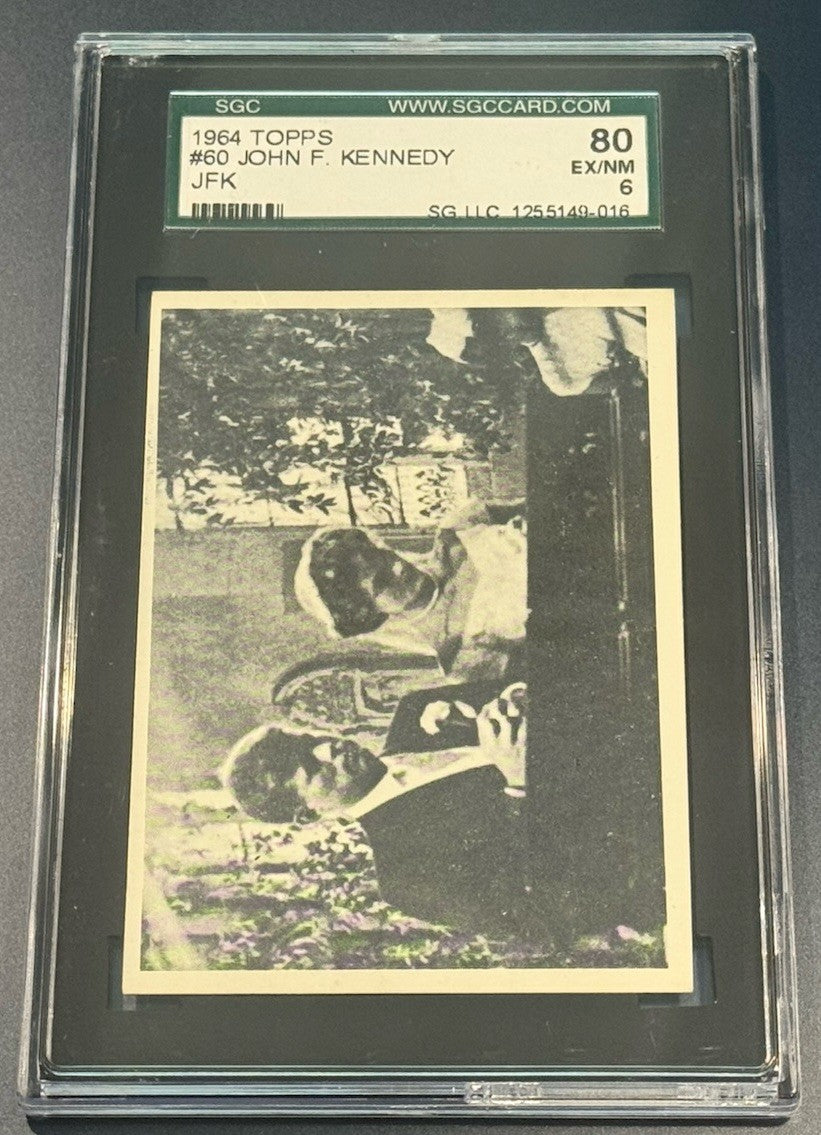 SGC WWW.SGCCARD.COM
1964 TOPPS 80
#60 JOHN F. KENNEDY EX/NM
JFK 6
SG LLC 1255149-016